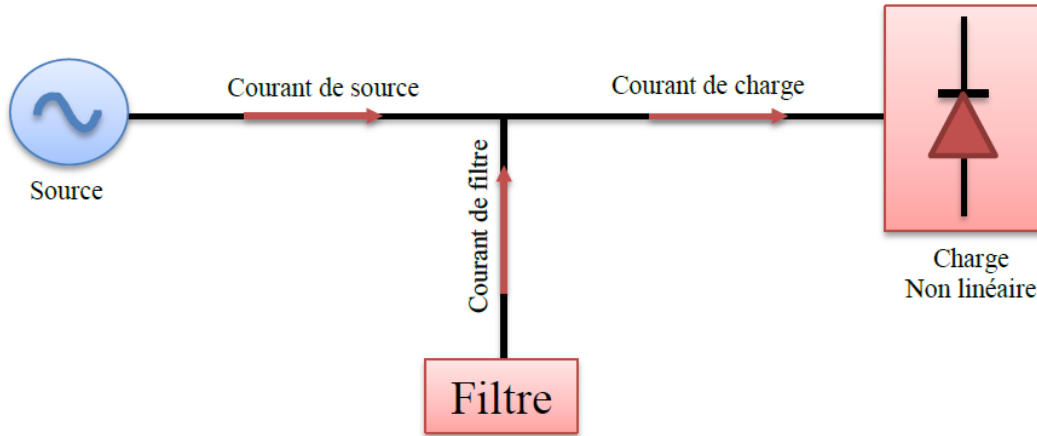 Courant de source
Courant de charge
Source
Courant de filtre
Charge
Non linéaire
Filtre